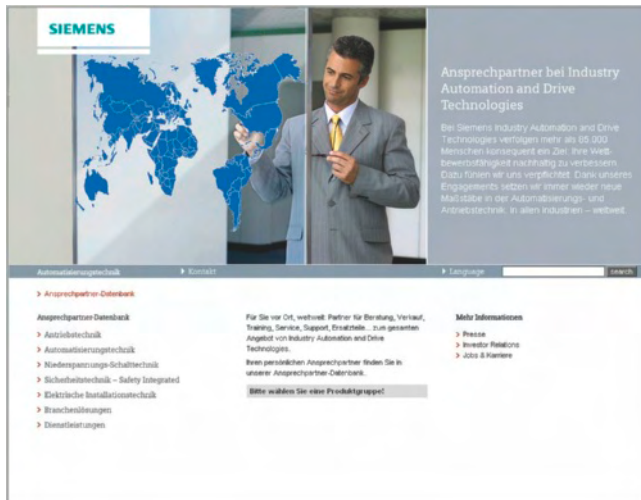 SIEMENS
Ansprechpartner bei Industry
Automation and Drive
Technologies
Bei Siemens Industry Automation and Drive
Technologies verfolgen mehr als 85.000
Menschen konsequent ein Ziel: Ihre Wett-
bewerbsfähigkeit nachhaltig zu verbessern.
Dazu fühlen wir uns verpflichtet. Dank unseres
Engagements setzen wir immer wieder neue
Maßstäbe in der Automatisierungs- und
Antriebstechnik. In allen Industrien – weltweit.
Automatisierungstechnik
Kontakt
Language
search
Ansprechpartner-Datenbank
Ansprechpartner-Datenbank
Antriebstechnik
Automatisierungstechnik
Niederspannungs-Schalttechnik
Sicherheitstechnik – Safety Integrated
Elektrische Installationstechnik
Branchenlösungen
Dienstleistungen
Für Sie vor Ort, weltweit: Partner für Beratung, Verkauf,
Training, Service, Support, Ersatzteile... zum gesamten
Angebot von Industry Automation and Drive
Technologies.
Ihren persönlichen Ansprechpartner finden Sie in
unserer Ansprechpartner-Datenbank.
Bitte wählen Sie eine Produktgruppe!
Mehr Informationen
Presse
Investor Relations
Jobs & Karriere